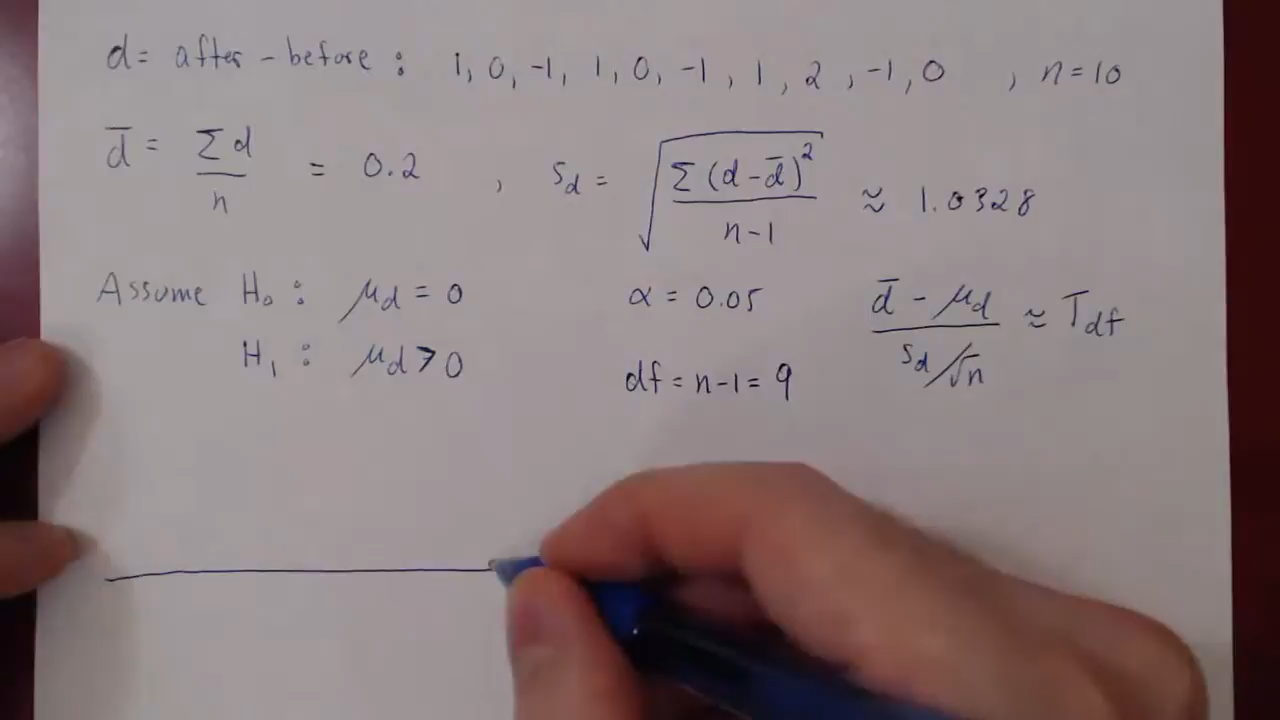 d = after - before : 1, 0, -1, 1, 0, -1, 1, 2, -1, 0 , n = 10
d̄ = Σd / n = 0.2 , s_d = √(Σ(d - d̄)² / n-1) ≈ 1.0328
Assume H₀ : μ_d = 0 α = 0.05 d̄ - μ_d / s_d/√n ≈ T_df
H₁ : μ_d > 0 df = n-1 = 9